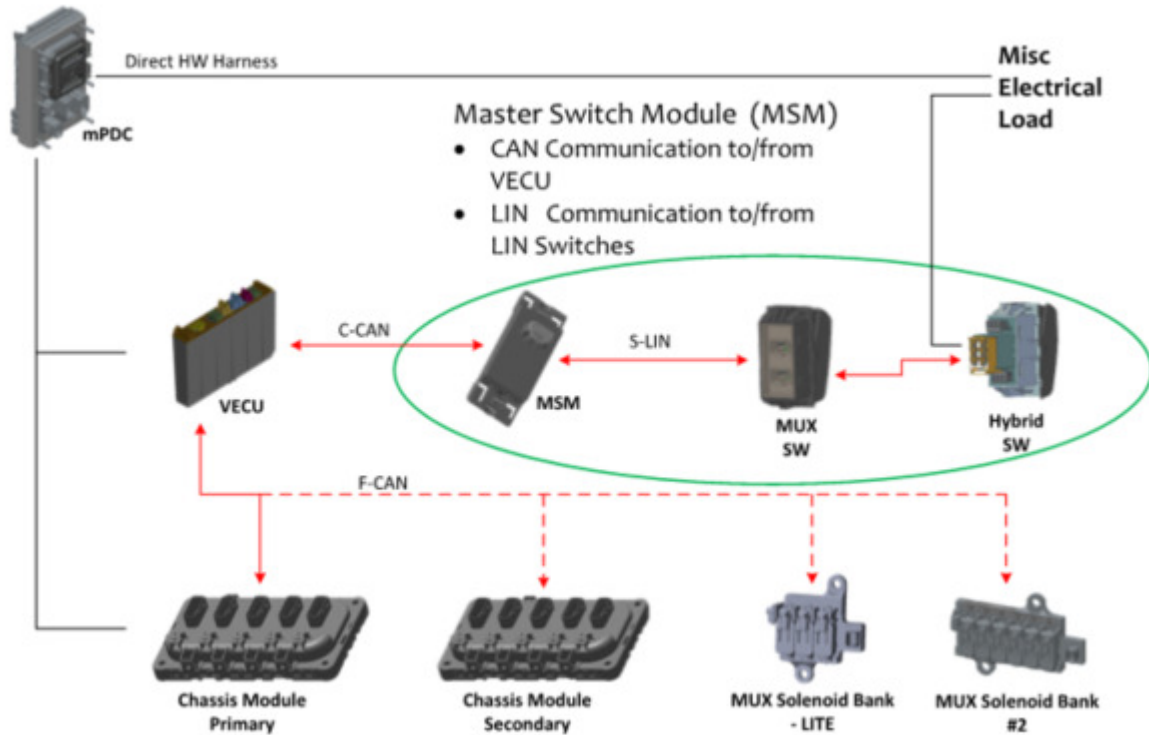 Direct HW Harness
mPDC
Misc
Electrical
Load
Master Switch Module (MSM)
• CAN Communication to/from
VECU
• LIN Communication to/from
LIN Switches
C-CAN
S-LIN
VECU
MSM
MUX
SW
Hybrid
SW
F-CAN
Chassis Module
Primary
Chassis Module
Secondary
MUX Solenoid Bank
- LITE
MUX Solenoid Bank
#2